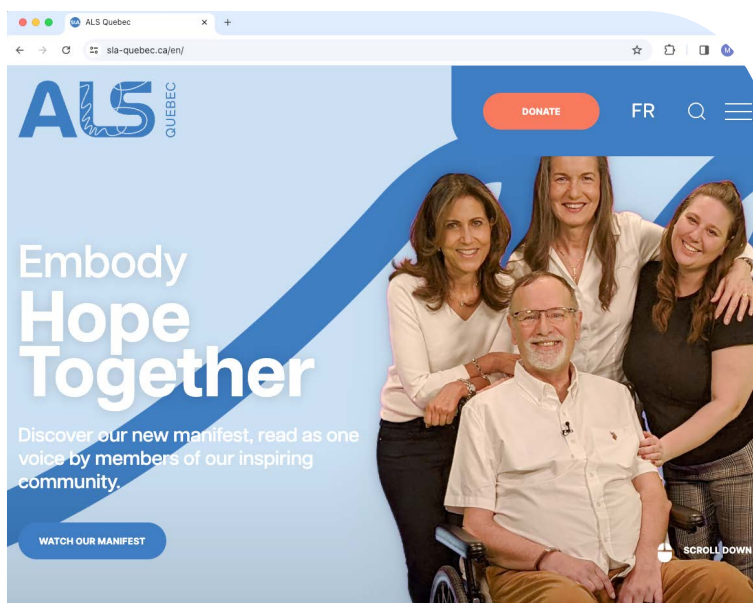 SLA
ALS Quebec
sla-quebec.ca/en/
M
ALS
QUEBEC
DONATE
FR
Embody
Hope
Together
Discover our new manifest, read as one
voice by members of our inspiring
community.
WATCH OUR MANIFEST
SCROLL DOWN